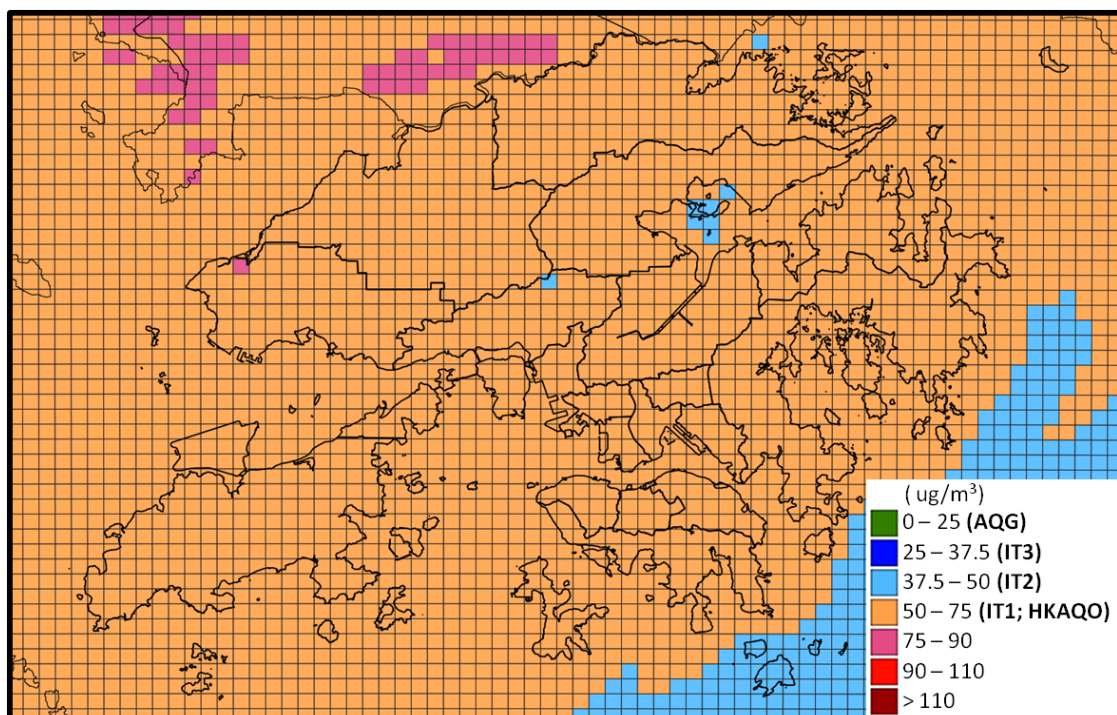 ( ug/m³)
0 – 25 (AQG)
25 – 37.5 (IT3)
37.5 – 50 (IT2)
50 – 75 (IT1; HKAQO)
75 – 90
90 – 110
> 110